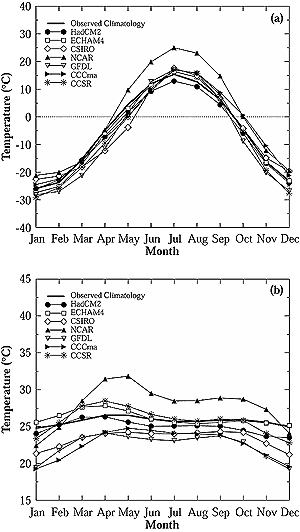 (a)
40
30
20
10
0
-10
-20
-30
-40
Temperature (°C)
Observed Climatology
HadCM2
ECHAM4
CSIRO
NCAR
GFDL
CCCma
CCSR
Jan Feb Mar Apr May Jun Jul Aug Sep Oct Nov Dec
Month
(b)
45
40
35
30
25
20
15
Temperature (°C)
Observed Climatology
HadCM2
ECHAM4
CSIRO
NCAR
GFDL
CCCma
CCSR
Jan Feb Mar Apr May Jun Jul Aug Sep Oct Nov Dec
Month